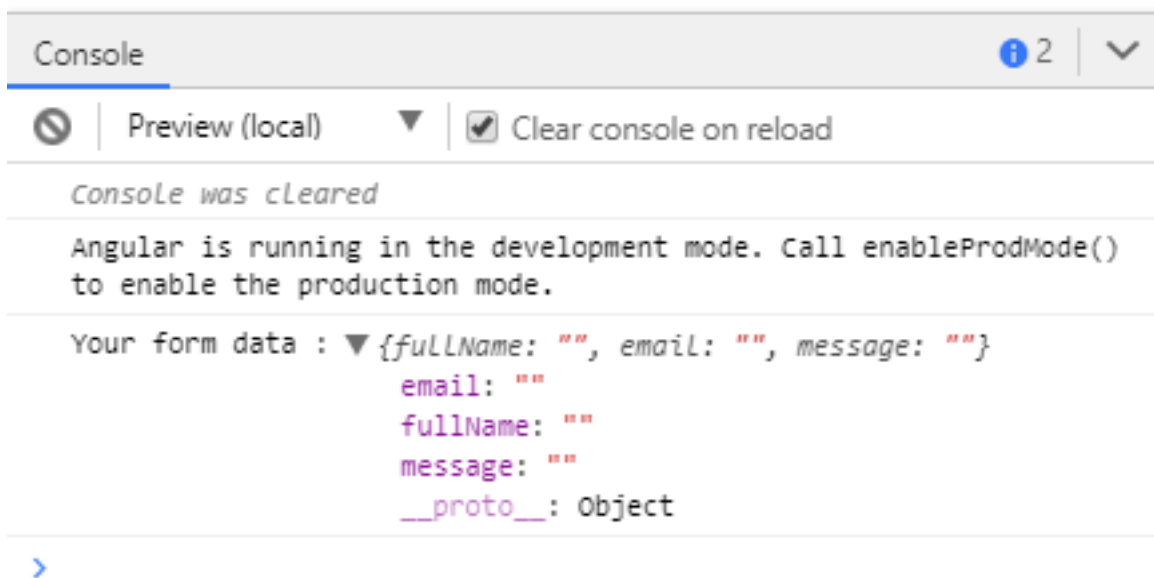 Console
2
Preview (local)
Clear console on reload
Console was cleared
Angular is running in the development mode. Call enableProdMode()
to enable the production mode.
Your form data : ▼ {fullName: "", email: "", message: ""}
email: ""
fullName: ""
message: ""
__proto__: Object